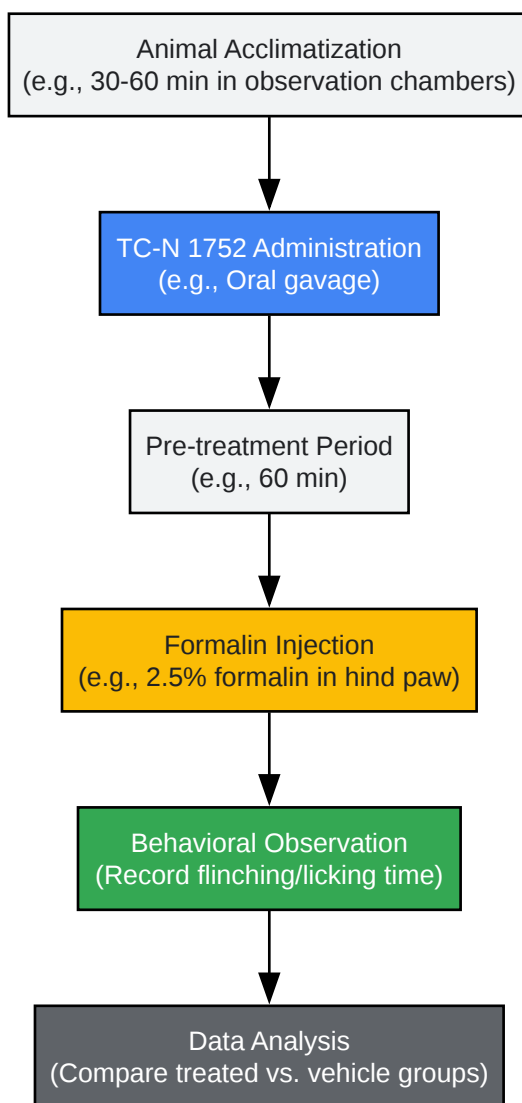 Animal Acclimatization
(e.g., 30-60 min in observation chambers)
TC-N 1752 Administration
(e.g., Oral gavage)
Pre-treatment Period
(e.g., 60 min)
Formalin Injection
(e.g., 2.5% formalin in hind paw)
Behavioral Observation
(Record flinching/licking time)
Data Analysis
(Compare treated vs. vehicle groups)